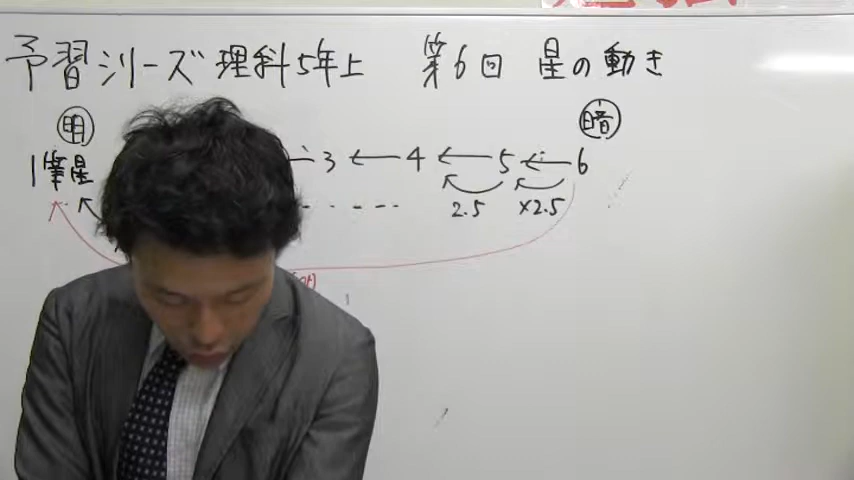 予習シリーズ 理科5年上 第6回 星の動き
明 暗
1等星 3 ← 4 ← 5 ← 6
2.5 ×2.5